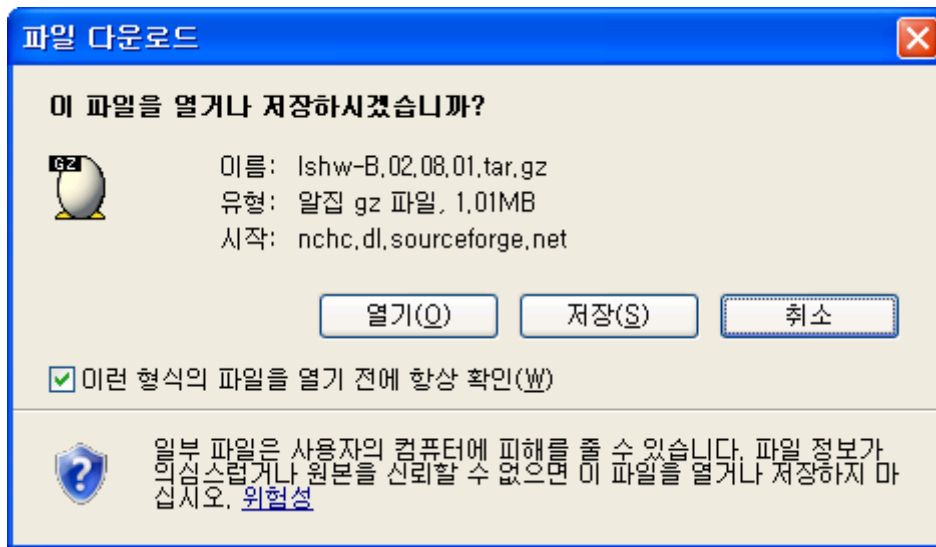 파일 다운로드
이 파일을 열거나 저장하시겠습니까?
GZ
이름: lshw-B.02.08.01.tar.gz
유형: 알집 gz 파일, 1.01MB
시작: nchc.dl.sourceforge.net
열기(O) 저장(S) 취소
이런 형식의 파일을 열기 전에 항상 확인(W)
일부 파일은 사용자의 컴퓨터에 피해를 줄 수 있습니다. 파일 정보가
의심스럽거나 원본을 신뢰할 수 없으면 이 파일을 열거나 저장하지 마
십시오. 위험성